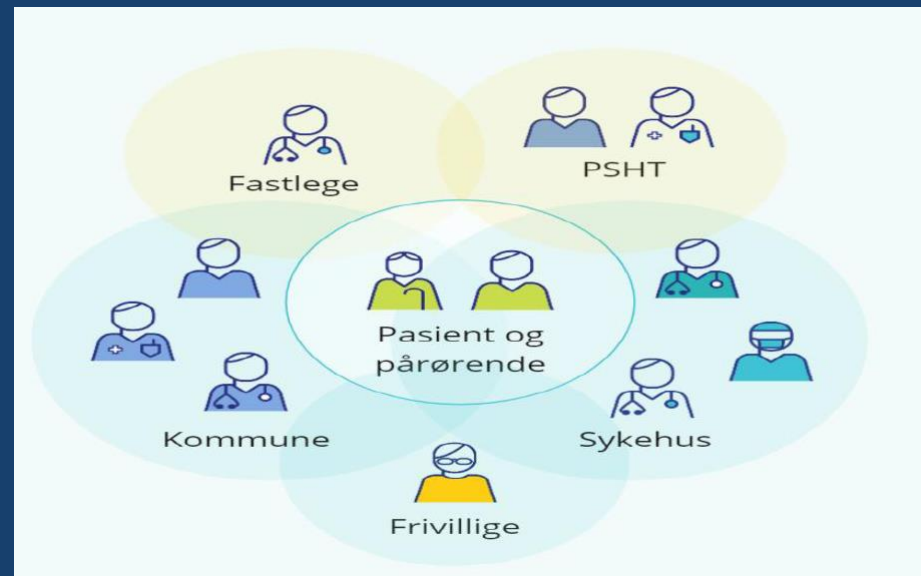 Fastlege
PSHT
Pasient og
pårørende
Kommune
Sykehus
Frivillige